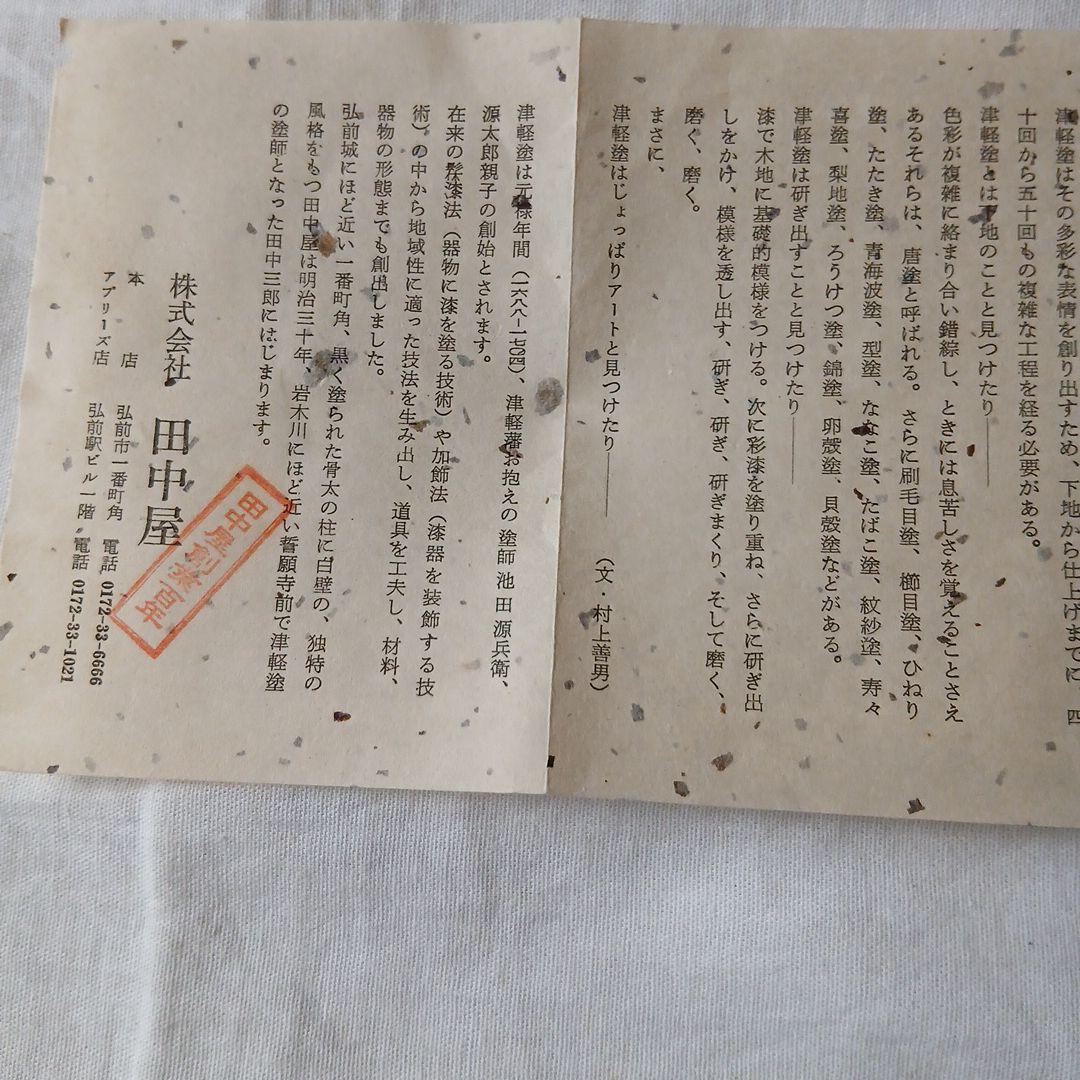 津軽塗はその多彩な表情を創り出すため、下地から仕上げまでに 四
十回から五十回もの複雑な工程を経る必要がある。
津軽塗とは下地のことと見つけたり――
色彩が複雑に絡まり合い錯綜し、ときには息苦しさを覚えることさえ
あるそれらは、唐塗と呼ばれる。さらに刷毛目塗、櫛目塗、ひねり
塗、たたき塗、青海波塗、型塗、ななこ塗、たばこ塗、紋紗塗、寿々
喜塗、梨地塗、ろうけつ塗、錦塗、卵殻塗、貝殻塗などがある。
津軽塗は研ぎ出すことと見つけたり――
漆で木地に基礎的模様をつける。次に彩漆を塗り重ね、さらに研ぎ出
しをかけ、模様を透し出す、研ぎ、研ぎ、研ぎまくり、そして磨く、
磨く、磨く。
まさに、
津軽塗はじょっぱりアートと見つけたり――
(文・村上善男)
津軽塗は元禄年間(一六八八-一七〇四)、津軽藩お抱えの塗師 池田 源兵衛、
源太郎親子の創始とされます。
在来の髹漆法(器物に漆を塗る技術)や加飾法(漆器を装飾する技
術)の中から地域性に適った技法を生み出し、道具を工夫し、材料、
器物の形態までも創出しました。
弘前城にほど近い一番町角、黒く塗られた骨太の柱に白壁の、独特の
風格をもつ田中屋は明治三十年、岩木川にほど近い誓願寺前で津軽塗
の塗師となった田中三郎にはじまります。
株式会社 田中屋
田中屋創業百年
本店 弘前市一番町角 電話 0172-33-6666
アプリーズ店 弘前駅ビル一階 電話 0172-33-1021